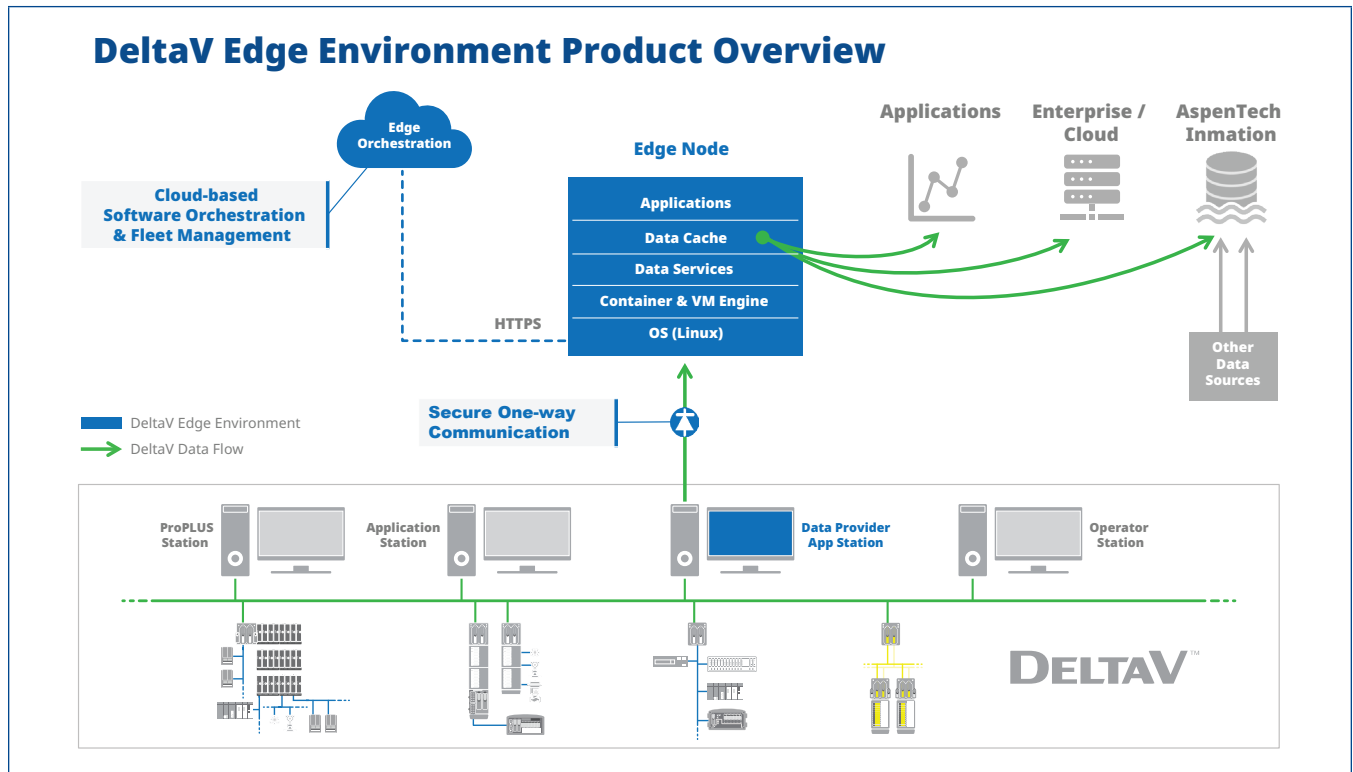 DeltaV Edge Environment Product Overview
Edge
Orchestration
Cloud-based
Software Orchestration
& Fleet Management
HTTPS
Edge Node
Applications
Data Cache
Data Services
Container & VM Engine
OS (Linux)
Applications
Enterprise /
Cloud
AspenTech
Inmation
Other
Data
Sources
Secure One-way
Communication
DeltaV Edge Environment
DeltaV Data Flow
ProPLUS
Station
Application
Station
Data Provider
App Station
Operator
Station
DELTAV™